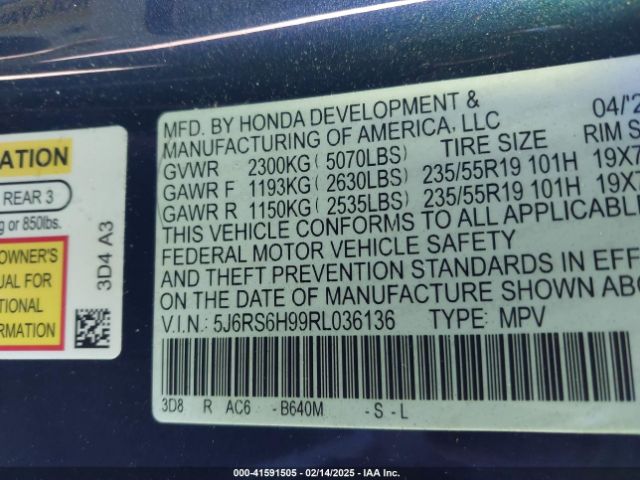 ATION
REAR 3
g or 850lbs.
OWNER'S
UAL FOR
TIONAL
RMATION
3D4 A3
MFD. BY HONDA DEVELOPMENT & 04/'2
MANUFACTURING OF AMERICA, LLC
TIRE SIZE RIM S
GVWR 2300KG ( 5070LBS)
GAWR F 1193KG ( 2630LBS) 235/55R19 101H 19X7
GAWR R 1150KG ( 2535LBS) 235/55R19 101H 19X7
THIS VEHICLE CONFORMS TO ALL APPLICABLE
FEDERAL MOTOR VEHICLE SAFETY
AND THEFT PREVENTION STANDARDS IN EFFE
ON THE DATE OF MANUFACTURE SHOWN ABO
V.I.N.: 5J6RS6H99RL036136 TYPE: MPV
3D8 R AC6 -B640M -S-L
000-41591505 - 02/14/2025 - IAA Inc.